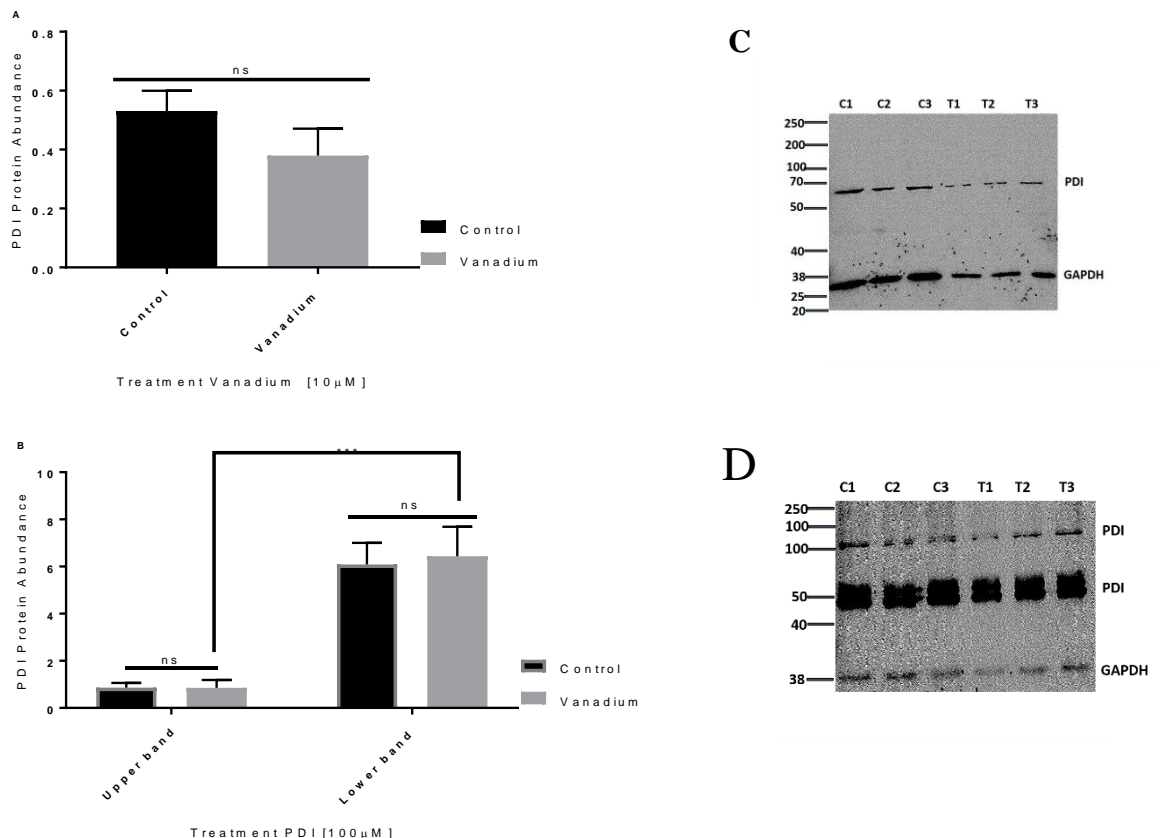 A
PDI Protein Abundance
0.8
0.6
0.4
0.2
0.0
ns
Control
Vanadium
Control
Vanadium
Treatment Vanadium [10µM]
B
PDI Protein Abundance
10
8
6
4
2
0
***
ns
ns
Control
Vanadium
Upper band
Lower band
Treatment PDI [100µM]
C
C1 C2 C3 T1 T2 T3
250
200
100
70
50
40
38
25
20
PDI
GAPDH
D
C1 C2 C3 T1 T2 T3
250
100
100
50
40
38
PDI
PDI
GAPDH